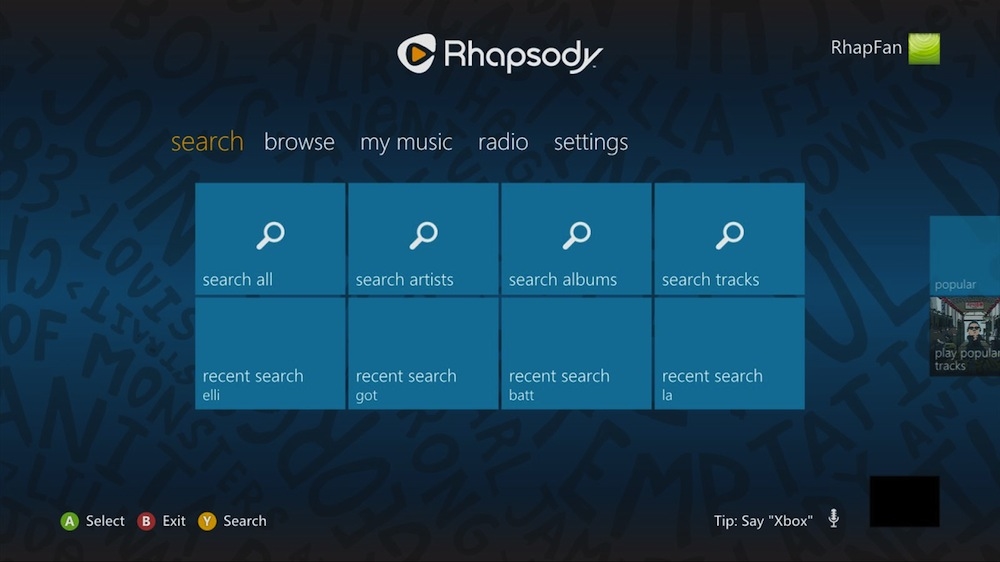 Rhapsody
RhapFan
search browse my music radio settings
search all
search artists
search albums
search tracks
popular
recent search
elli
recent search
got
recent search
batt
recent search
la
play popular
tracks
A Select B Exit Y Search
Tip: Say "Xbox"